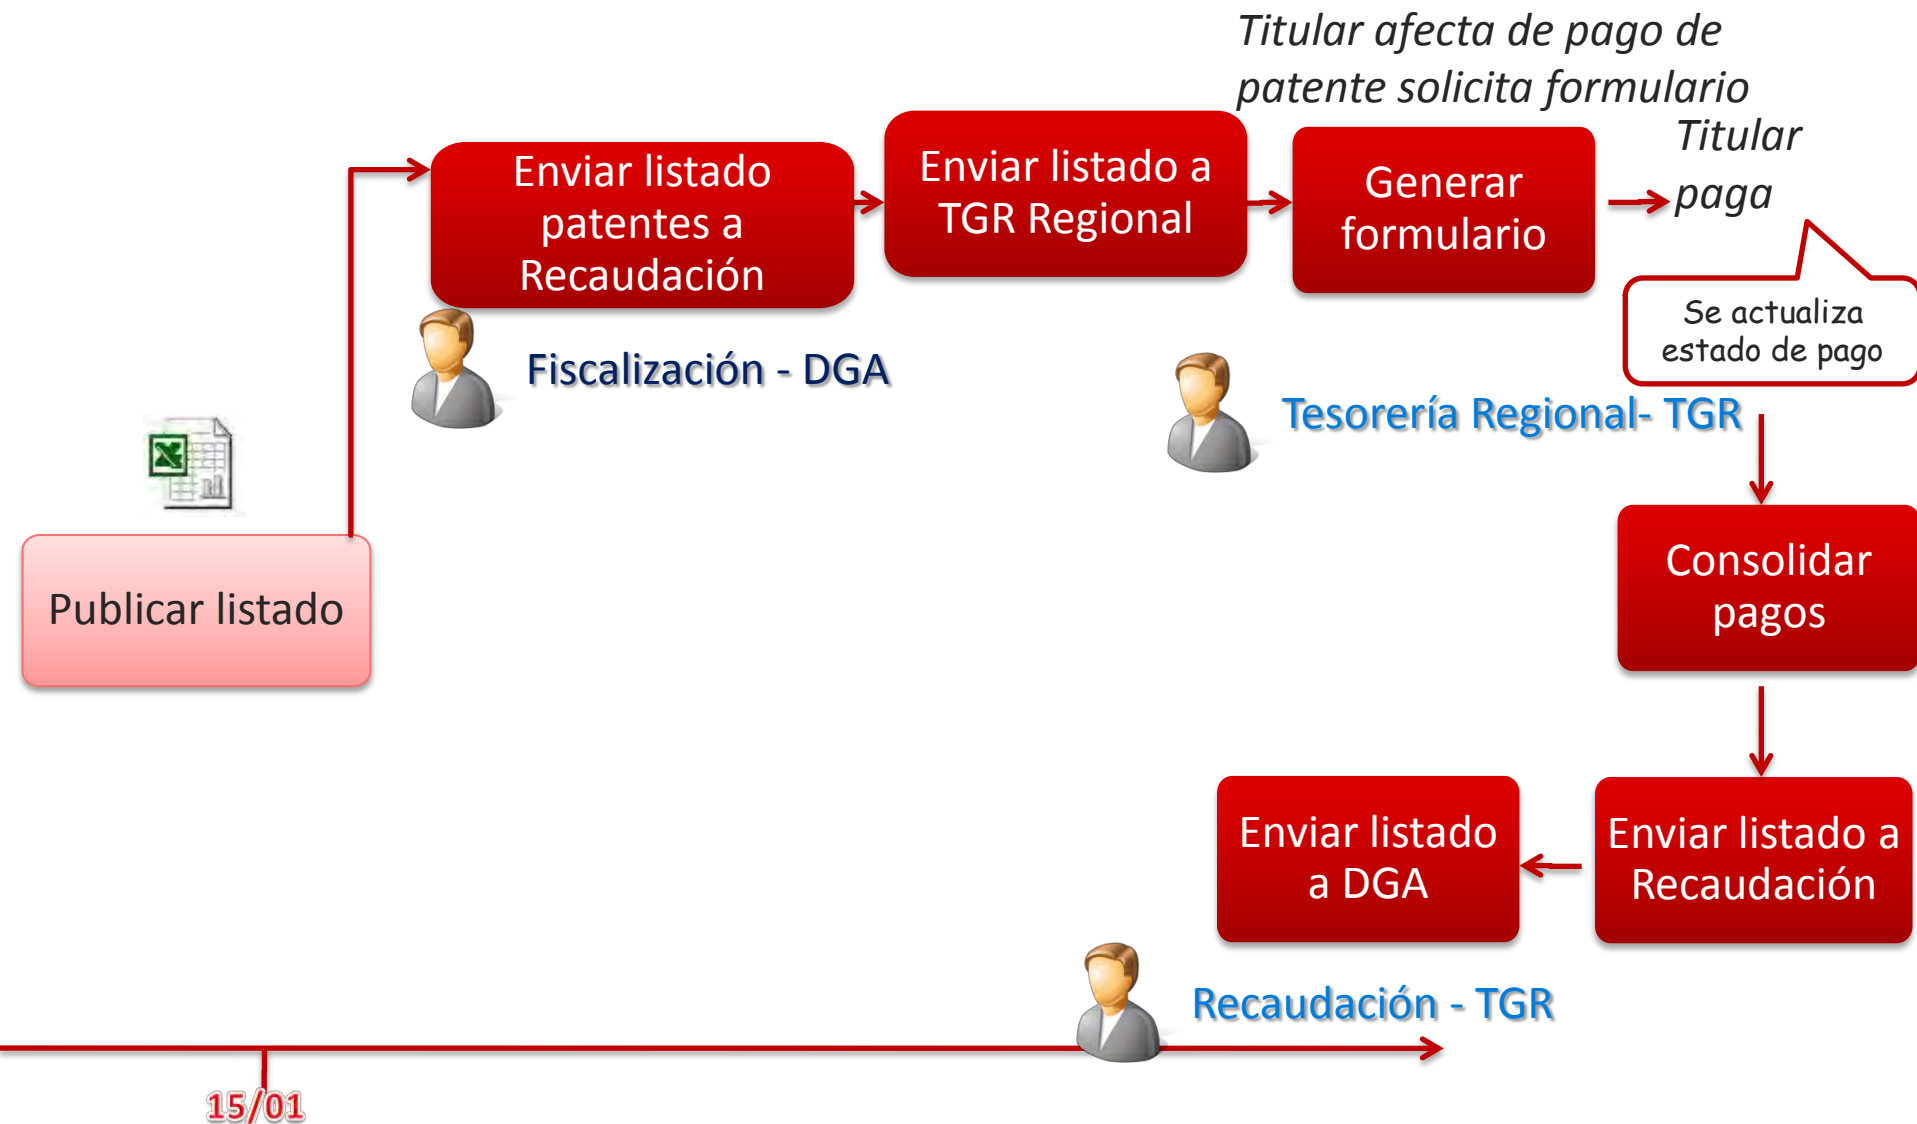 Titular afecta de pago de
patente solicita formulario
Titular
paga
Enviar listado
patentes a
Recaudación
Enviar listado a
TGR Regional
Generar
formulario
Se actualiza
estado de pago
Fiscalización - DGA
Tesorería Regional- TGR
Publicar listado
Consolidar
pagos
Enviar listado
a DGA
Enviar listado a
Recaudación
Recaudación - TGR
15/01